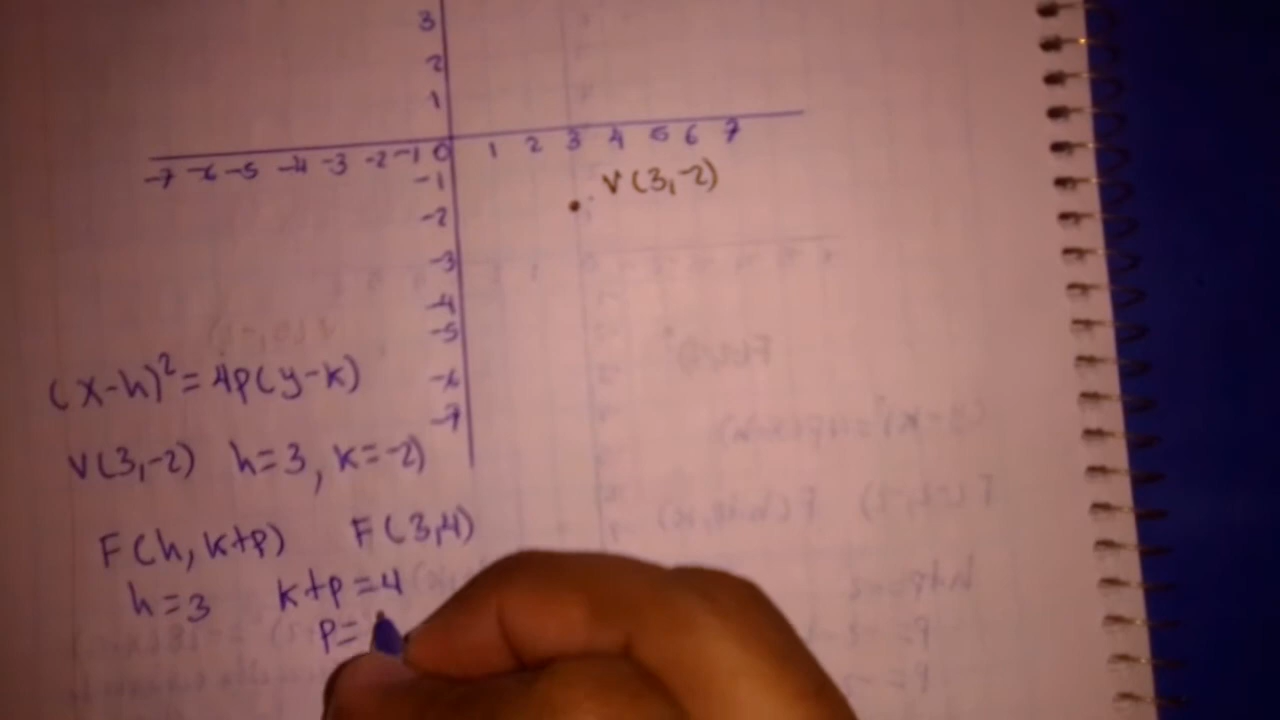 3
2
1
-7 -6 -5 -4 -3 -2 -1 0 1 2 3 4 5 6 7
-1
V(3,-2)
-2
-3
-4
-5
-6
-7
(x-h)²=4p(y-k)
V(3,-2) h=3, k=-2)
F(h, k+p) F(3,4)
h=3 k+p=4
p=